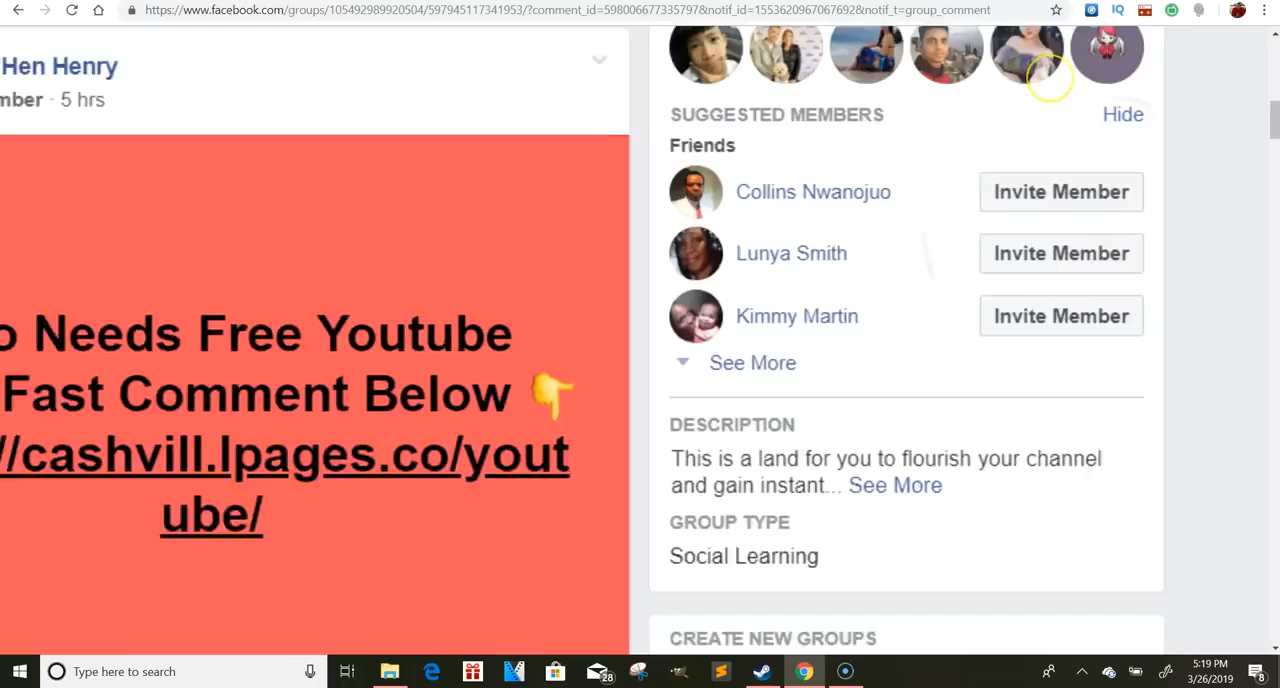 https://www.facebook.com/groups/105492989920504/597945117341953/?comment_id=598006677335797&notif_id=1553620967067692&notif_t=group_comment
IQ
Hen Henry
mber · 5 hrs
o Needs Free Youtube
Fast Comment Below 👇
//cashvill.lpages.co/yout
ube/
SUGGESTED MEMBERS
Hide
Friends
Collins Nwanojuo
Invite Member
Lunya Smith
Invite Member
Kimmy Martin
Invite Member
See More
DESCRIPTION
This is a land for you to flourish your channel
and gain instant... See More
GROUP TYPE
Social Learning
CREATE NEW GROUPS
Type here to search
28
5:19 PM
3/26/2019
8